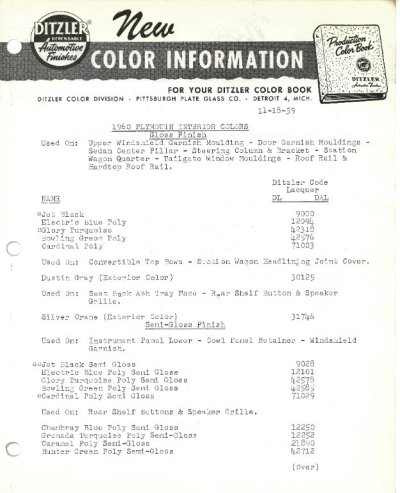 DITZLER
DEPENDABLE
Automotive
Finishes
New
COLOR INFORMATION
Production
Color Book
DITZLER
FOR YOUR DITZLER COLOR BOOK
DITZLER COLOR DIVISION - PITTSBURGH PLATE GLASS CO. - DETROIT 4, MICH.
11-18-59
1960 PLYMOUTH INTERIOR COLORS
Gloss Finish
Used On: Upper Windshield Garnish Moulding - Door Garnish Mouldings -
Sedan Center Pillar - Steering Column & Bracket - Station
Wagon Quarter - Tailgate Window Mouldings - Roof Rail &
Hardtop Roof Rail.
Ditzler Code
Lacquer
NAME DL DAL
*Jet Black 9000
Electric Blue Poly 12094
*Glory Turquoise 42318
Bowling Green Poly 42576
Cardinal Poly 71003
Used On: Convertible Top Bows - Station Wagon Headlining Joint Cover.
Dustin Gray (Exterior Color) 30125
Used On: Seat Back Ash Tray Face - Rear Shelf Button & Speaker
Grille.
Silver Crane (Exterior Color) 31746
Semi-Gloss Finish
Used On: Instrument Panel Lower - Cowl Panel Retainer - Windshield
Garnish.
**Jet Black Semi Gloss 9028
Electric Blue Poly Semi Gloss 12101
Glory Turquoise Poly Semi Gloss 42578
Bowling Green Poly Semi Gloss 42585
*Cardinal Poly Semi Gloss 71029
Used On: Rear Shelf Buttons & Speaker Grille.
Chambray Blue Poly Semi-Gloss 12250
Granada Turquoise Poly Semi-Gloss 12252
Caramel Poly Semi-Gloss 21890
Hunter Green Poly Semi-Gloss 42712
(Over)